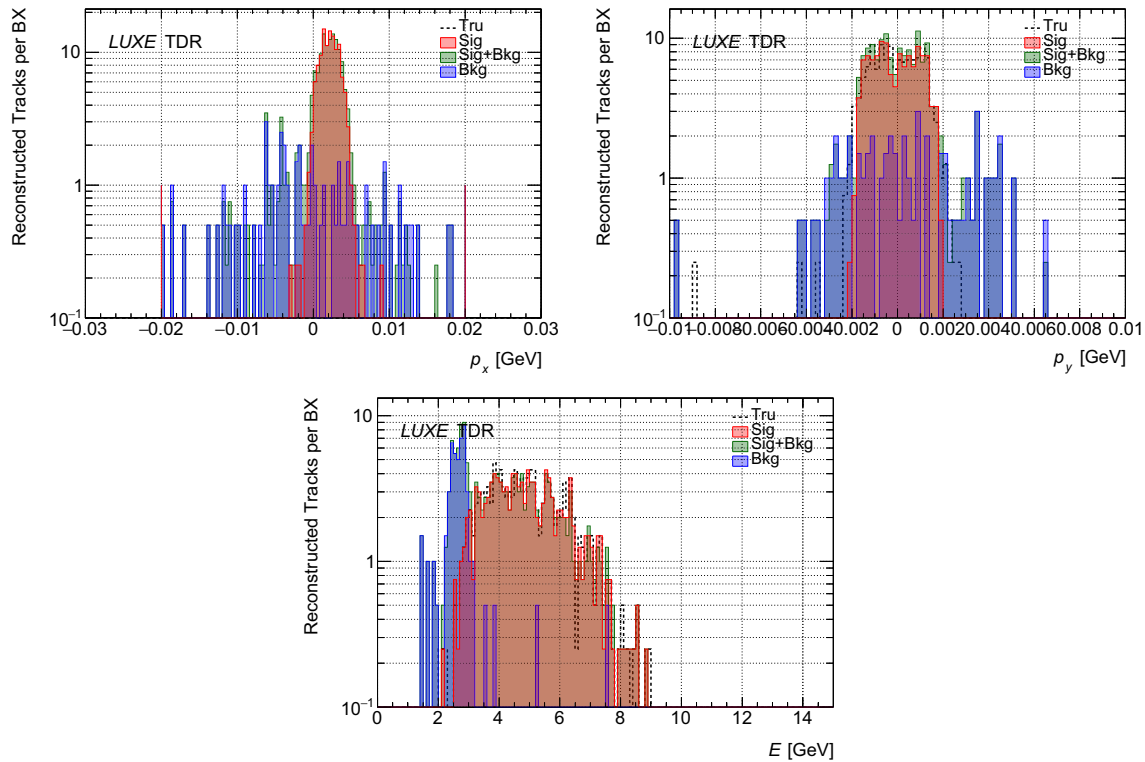 Reconstructed Tracks per BX
LUXE TDR
Tru
Sig
Sig+Bkg
Bkg
10
1
10⁻¹
−0.03 −0.02 −0.01 0 0.01 0.02 0.03
p_x [GeV]
Reconstructed Tracks per BX
LUXE TDR
Tru
Sig
Sig+Bkg
Bkg
10
1
10⁻¹
−0.01 −0.008 −0.006 −0.004 −0.002 0 0.002 0.004 0.006 0.008 0.01
p_y [GeV]
Reconstructed Tracks per BX
LUXE TDR
Tru
Sig
Sig+Bkg
Bkg
10
1
10⁻¹
0 2 4 6 8 10 12 14
E [GeV]